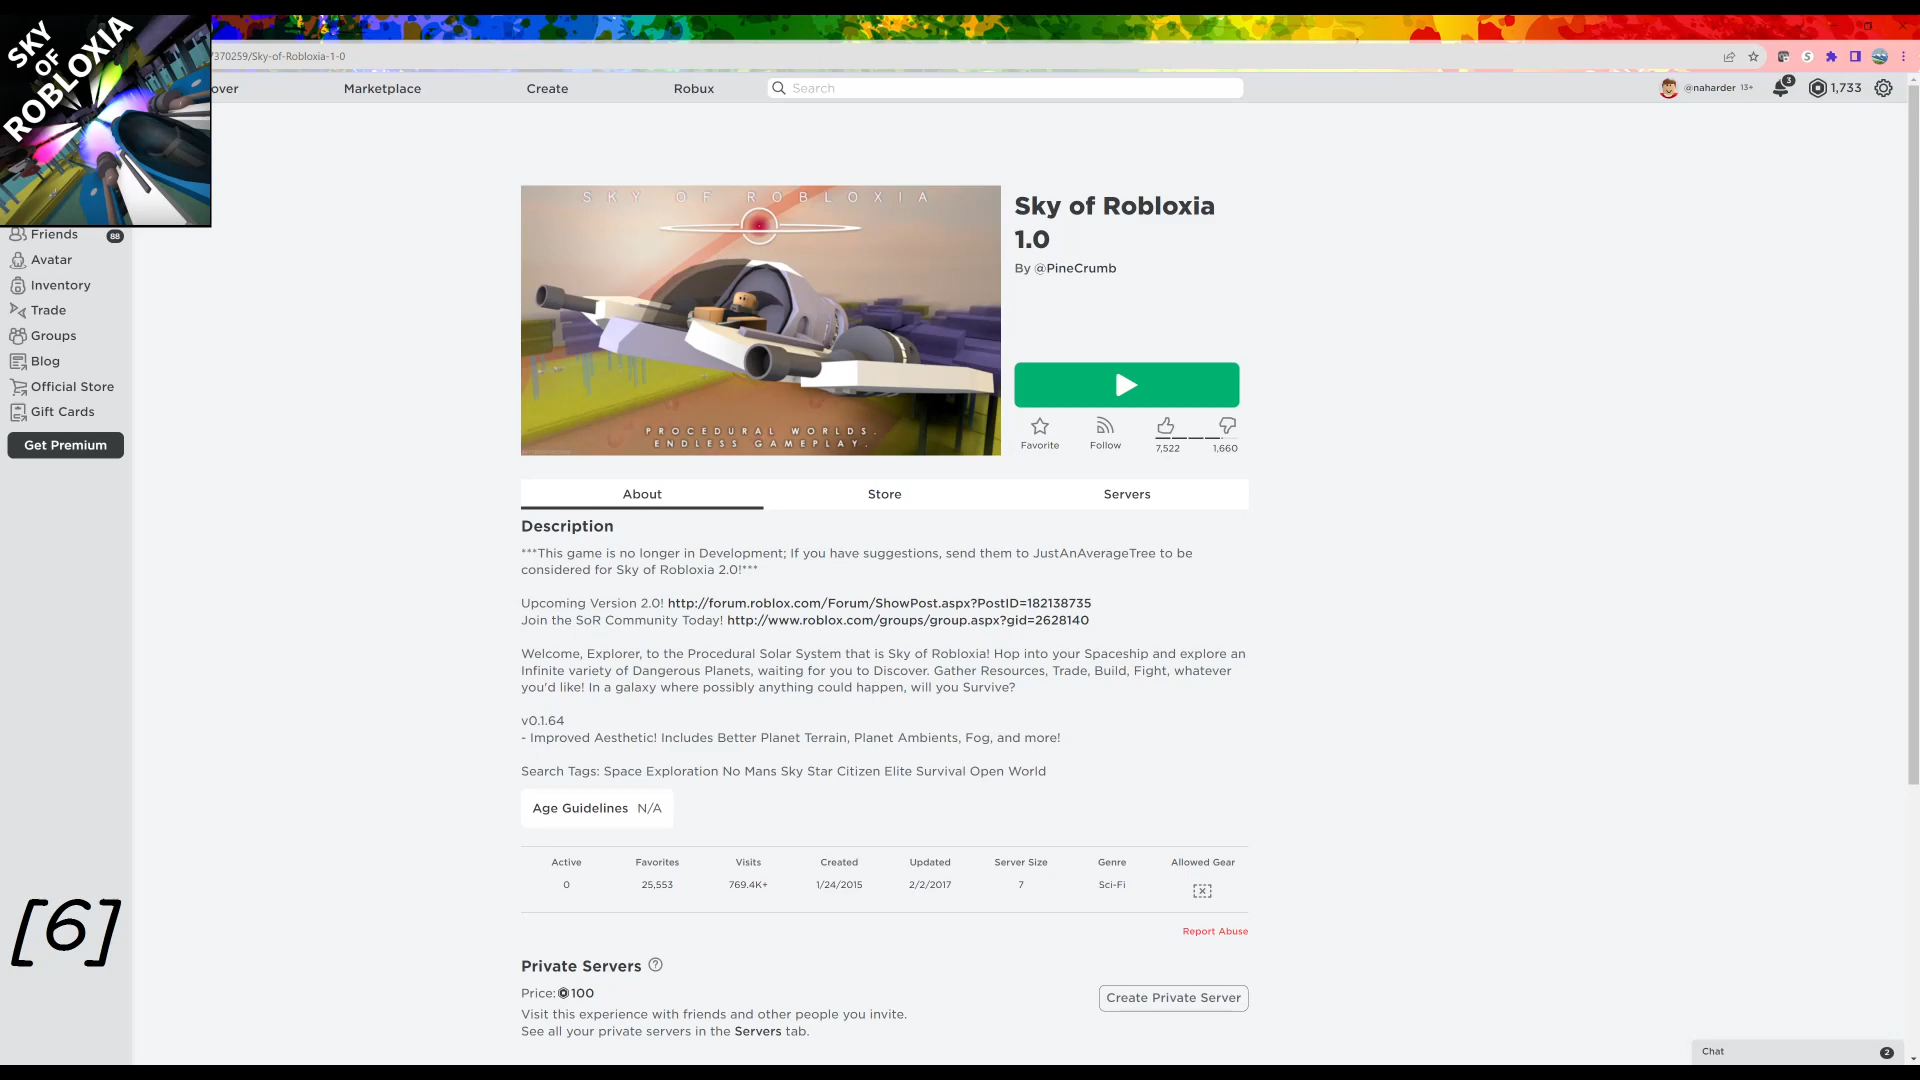 SKY
OF
ROBLOXIA
370259/Sky-of-Robloxia-1-0
over
Marketplace
Create
Robux
Search
@naharder 13+
3
1,733
Friends
88
Avatar
Inventory
Trade
Groups
Blog
Official Store
Gift Cards
Get Premium
[6]
SKY OF ROBLOXIA
PROCEDURAL WORLDS.
ENDLESS GAMEPLAY.
Sky of Robloxia
1.0
By @PineCrumb
Favorite
Follow
7,522
1,660
About
Store
Servers
Description
***This game is no longer in Development; If you have suggestions, send them to JustAnAverageTree to be
considered for Sky of Robloxia 2.0!***
Upcoming Version 2.0! http://forum.roblox.com/Forum/ShowPost.aspx?PostID=182138735
Join the SoR Community Today! http://www.roblox.com/groups/group.aspx?gid=2628140
Welcome, Explorer, to the Procedural Solar System that is Sky of Robloxia! Hop into your Spaceship and explore an
Infinite variety of Dangerous Planets, waiting for you to Discover. Gather Resources, Trade, Build, Fight, whatever
you'd like! In a galaxy where possibly anything could happen, will you Survive?
v0.1.64
- Improved Aesthetic! Includes Better Planet Terrain, Planet Ambients, Fog, and more!
Search Tags: Space Exploration No Mans Sky Star Citizen Elite Survival Open World
Age Guidelines N/A
Active
Favorites
Visits
Created
Updated
Server Size
Genre
Allowed Gear
0
25,553
769.4K+
1/24/2015
2/2/2017
7
Sci-Fi
Report Abuse
Private Servers
Price: 100
Visit this experience with friends and other people you invite.
See all your private servers in the Servers tab.
Create Private Server
Chat
2